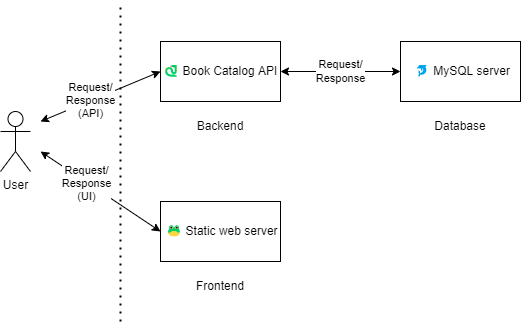 Book Catalog API
Request/
Response
MySQL server
Request/
Response
(API)
Backend
Database
User
Request/
Response
(UI)
Static web server
Frontend